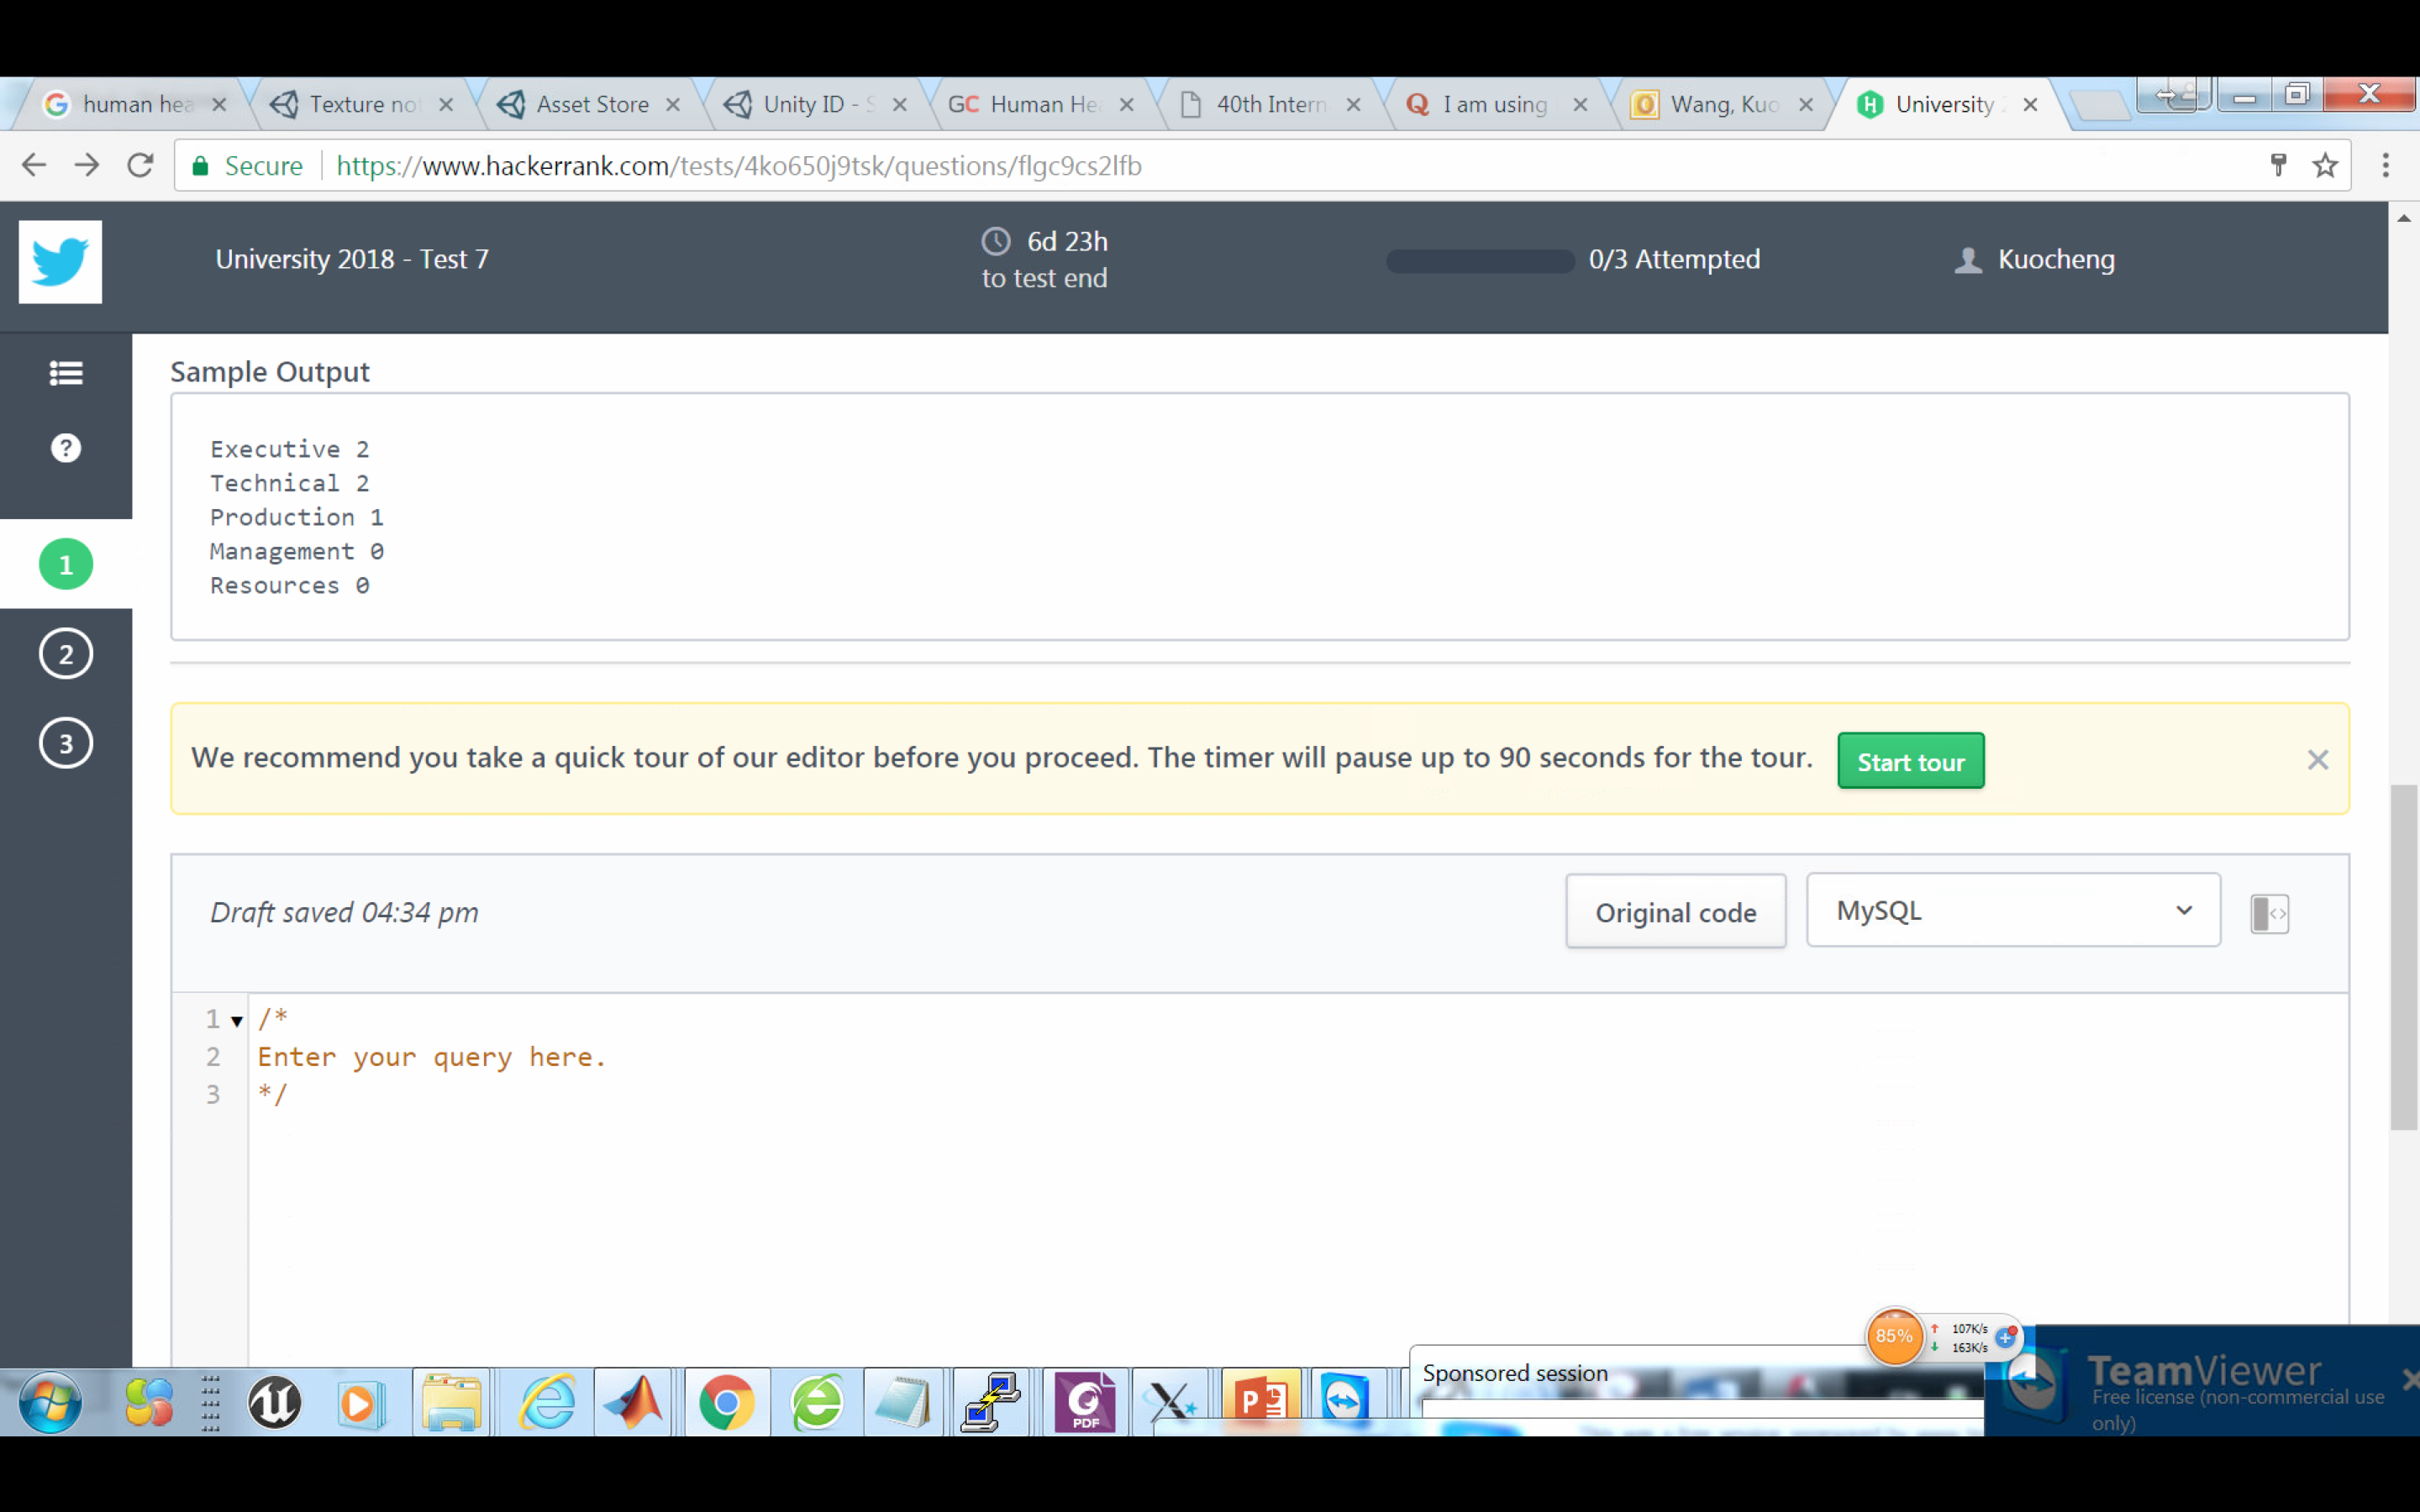 human hea
Texture no
Asset Store
Unity ID - S
GC Human He
40th Intern
I am using
Wang, Kuo
University
Secure https://www.hackerrank.com/tests/4ko650j9tsk/questions/flgc9cs2lfb
University 2018 - Test 7
6d 23h
to test end
0/3 Attempted
Kuocheng
Sample Output
Executive 2
Technical 2
Production 1
Management 0
Resources 0
1
2
3
We recommend you take a quick tour of our editor before you proceed. The timer will pause up to 90 seconds for the tour.
Start tour
Draft saved 04:34 pm
Original code
MySQL
1 /*
2 Enter your query here.
3 */
85%
107K/s
163K/s
Sponsored session
TeamViewer
Free license (non-commercial use
only)
PDF